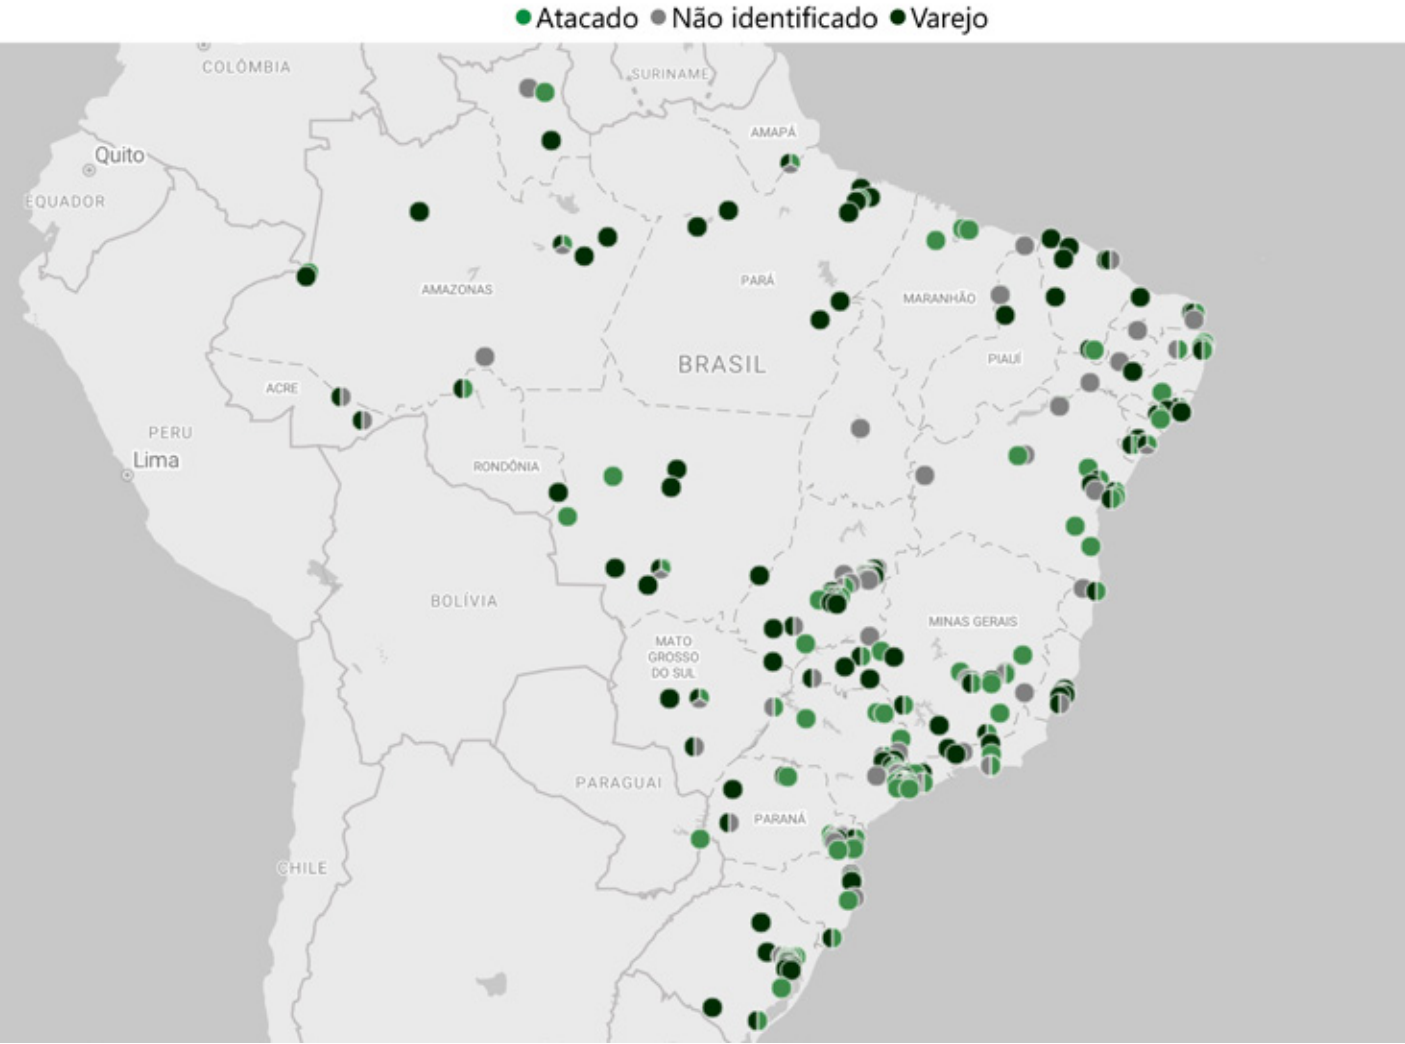 Atacado Não identificado Varejo
COLÔMBIA
SURINAME
AMAPÁ
Quito
EQUADOR
AMAZONAS
PARÁ
MARANHÃO
BRASIL
PIAUÍ
ACRE
PERU
Lima
RONDÔNIA
BOLÍVIA
MINAS GERAIS
MATO
GROSSO
DO SUL
PARAGUAI
PARANÁ
CHILE